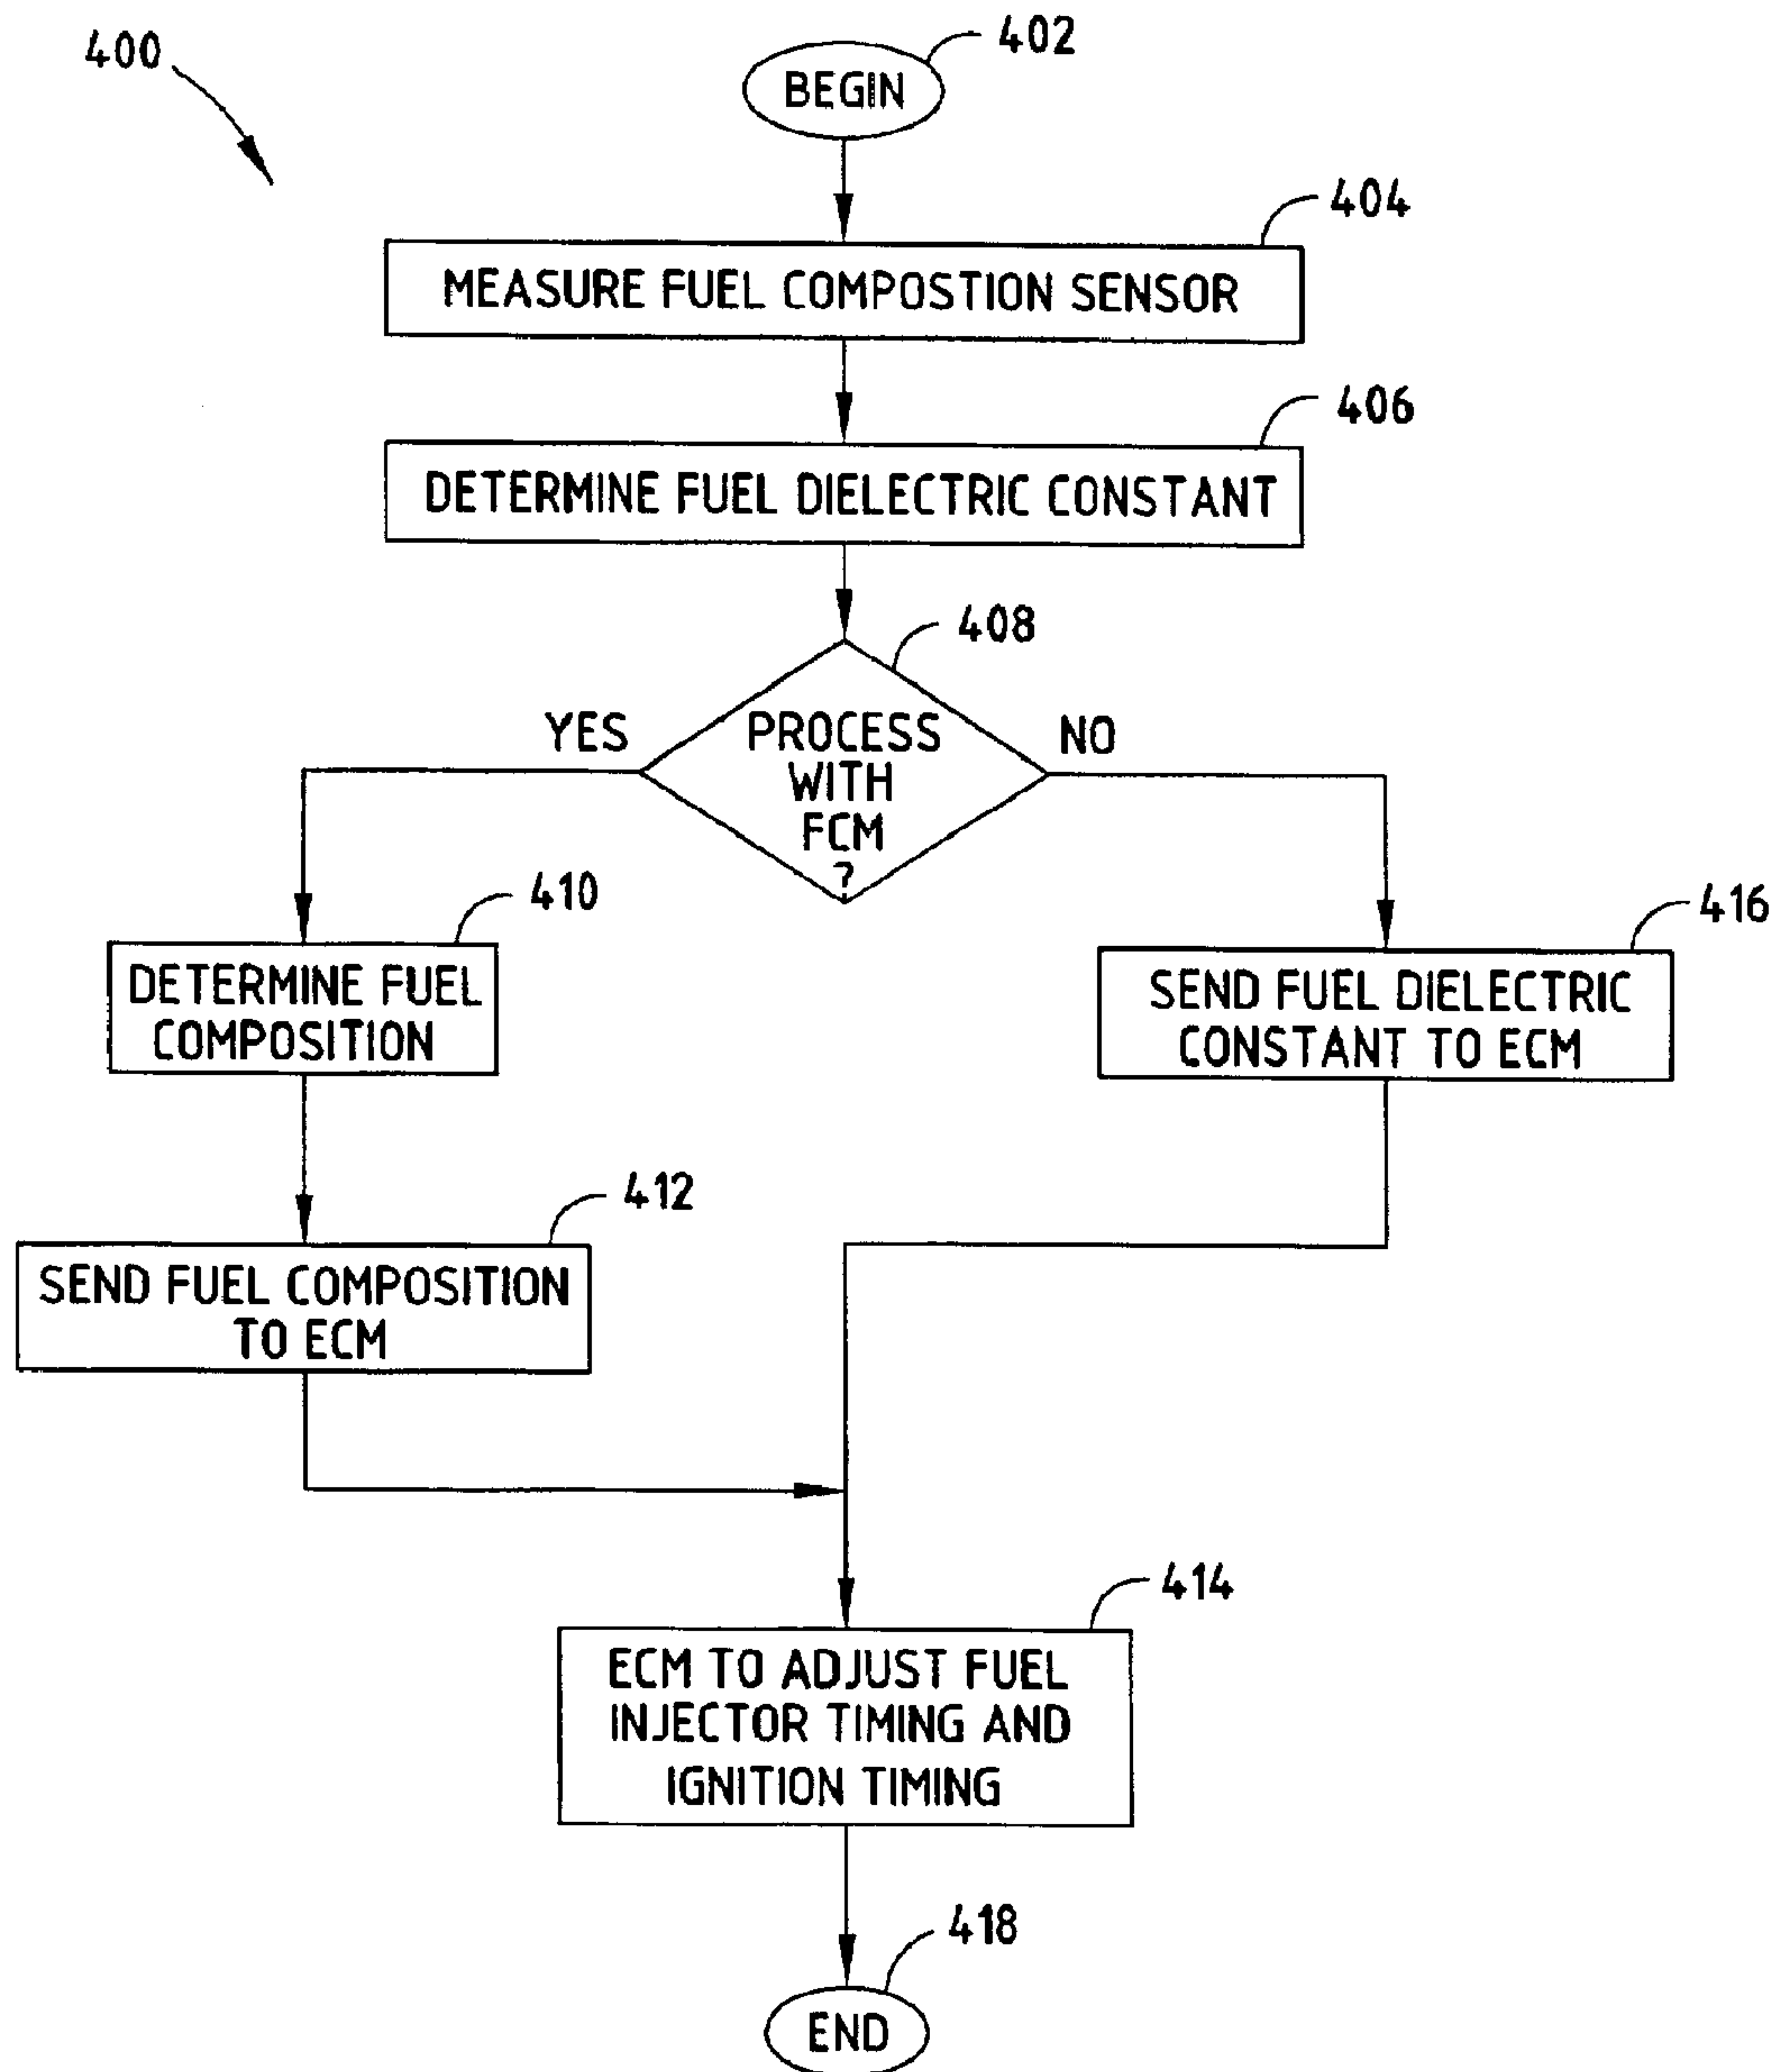 400
402
BEGIN
404
MEASURE FUEL COMPOSTION SENSOR
406
DETERMINE FUEL DIELECTRIC CONSTANT
408
YES
PROCESS
WITH
FCM
?
NO
410
DETERMINE FUEL
COMPOSITION
416
SEND FUEL DIELECTRIC
CONSTANT TO ECM
412
SEND FUEL COMPOSITION
TO ECM
414
ECM TO ADJUST FUEL
INJECTOR TIMING AND
IGNITION TIMING
418
END